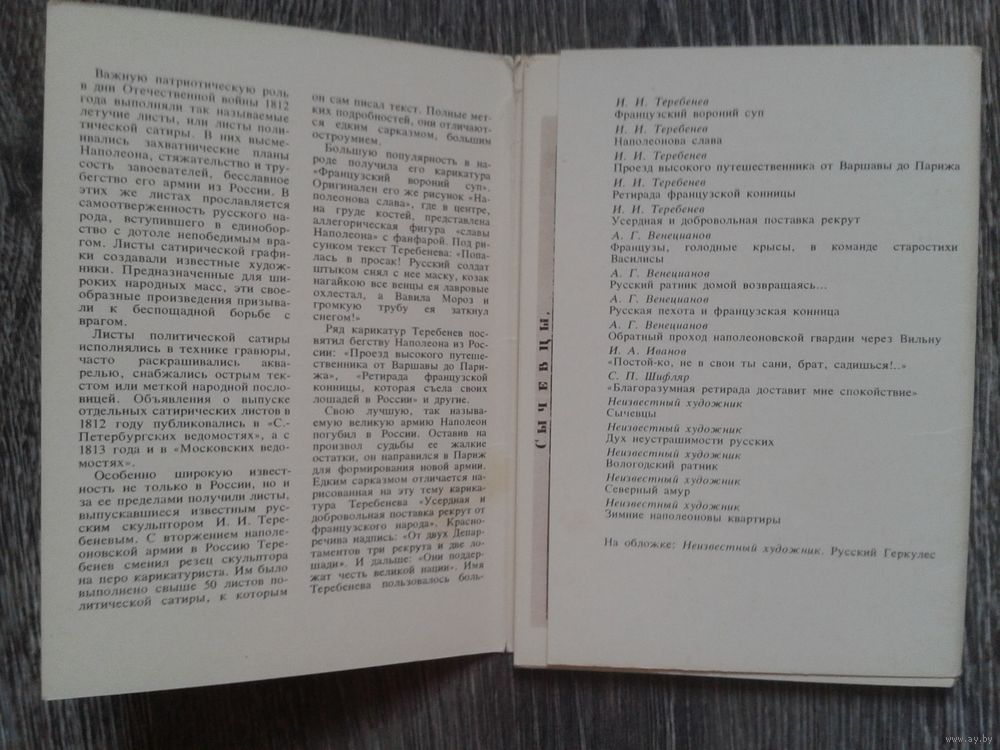 Важную патриотическую роль
в дни Отечественной войны 1812
года выполняли так называемые
летучие листы, или листы поли-
тической сатиры. В них высме-
ивались захватнические планы
Наполеона, стяжательство и тру-
сость завоевателей, бесславное
бегство его армии из России. В
этих же листах прославляется
самоотверженность русского на-
рода, вступившего в единобор-
ство с дотоле непобедимым вра-
гом. Листы сатирической графи-
ки создавали известные худож-
ники. Предназначенные для ши-
роких народных масс, эти свое-
образные произведения призыва-
ли к беспощадной борьбе с
врагом.
Листы политической сатиры
исполнялись в технике гравюры,
часто раскрашивались аква-
релью, снабжались острым тек-
стом или меткой народной посло-
вицей. Объявления о выпуске
отдельных сатирических листов в
1812 году публиковались в «С.-
Петербургских ведомостях», а с
1813 года и в «Московских ведо-
мостях».
Особенно широкую извест-
ность не только в России, но и
за ее пределами получили листы,
выпускавшиеся известным рус-
ским скульптором И. И. Тере-
беневым. С вторжением наполе-
оновской армии в Россию Тере-
бенев сменил резец скульптора
на перо карикатуриста. Им было
выполнено свыше 50 листов по-
литической сатиры, к которым
он сам писал текст. Полные мет-
ких подробностей, они отличают-
ся едким сарказмом, большим
остроумием.
Большую популярность в на-
роде получила его карикатура
«Французский вороний суп».
Оригинален его же рисунок «На-
полеонова слава», где в центре,
на груде костей, представлена
аллегорическая фигура «славы
Наполеона» с фанфарой. Под ри-
сунком текст Теребенева: «Попа-
лась в просак! Русский солдат
штыком снял с нее маску, козак
нагайкою все венцы ея лавровые
охлестал, а Вавила Мороз и
громкую трубу ея заткнул
снегом!»
Ряд карикатур Теребенев пос-
вятил бегству Наполеона из Рос-
сии: «Проезд высокого путеше-
ственника от Варшавы до Пари-
жа», «Ретирада французской
конницы, которая съела своих
лошадей в России» и другие.
Свою лучшую, так называ-
емую великую армию Наполеон
погубил в России. Оставив на
произвол судьбы ее жалкие
остатки, он направился в Париж
для формирования новой армии.
Едким сарказмом отличается на-
рисованная на эту тему карика-
тура Теребенева «Усердная и
добровольная поставка рекрут от
французского народа». Красно-
речива надпись: «От двух Депар-
таментов три рекрута и две ло-
шади». И дальше: «Они поддер-
жат честь великой нации». Имя
Теребенева пользовалось боль-
СЫЧЕВЦЫ.
И. И. Теребенев
Французский вороний суп
И. И. Теребенев
Наполеонова слава
И. И. Теребенев
Проезд высокого путешественника от Варшавы до Парижа
И. И. Теребенев
Ретирада французской конницы
И. И. Теребенев
Усердная и добровольная поставка рекрут
А. Г. Венецианов
Французы, голодные крысы, в команде старостихи
Василисы
А. Г. Венецианов
Русский ратник домой возвращаясь...
А. Г. Венецианов
Русская пехота и французская конница
А. Г. Венецианов
Обратный проход наполеоновской гвардии через Вильну
И. А. Иванов
«Постой-ко, не в свои ты сани, брат, садишься!..»
С. П. Шифляр
«Благоразумная ретирада доставит мне спокойствие»
Неизвестный художник
Сычевцы
Неизвестный художник
Дух неустрашимости русских
Неизвестный художник
Вологодский ратник
Неизвестный художник
Северный амур
Неизвестный художник
Зимние наполеоновы квартиры
На обложке: Неизвестный художник. Русский Геркулес
www.ay.by